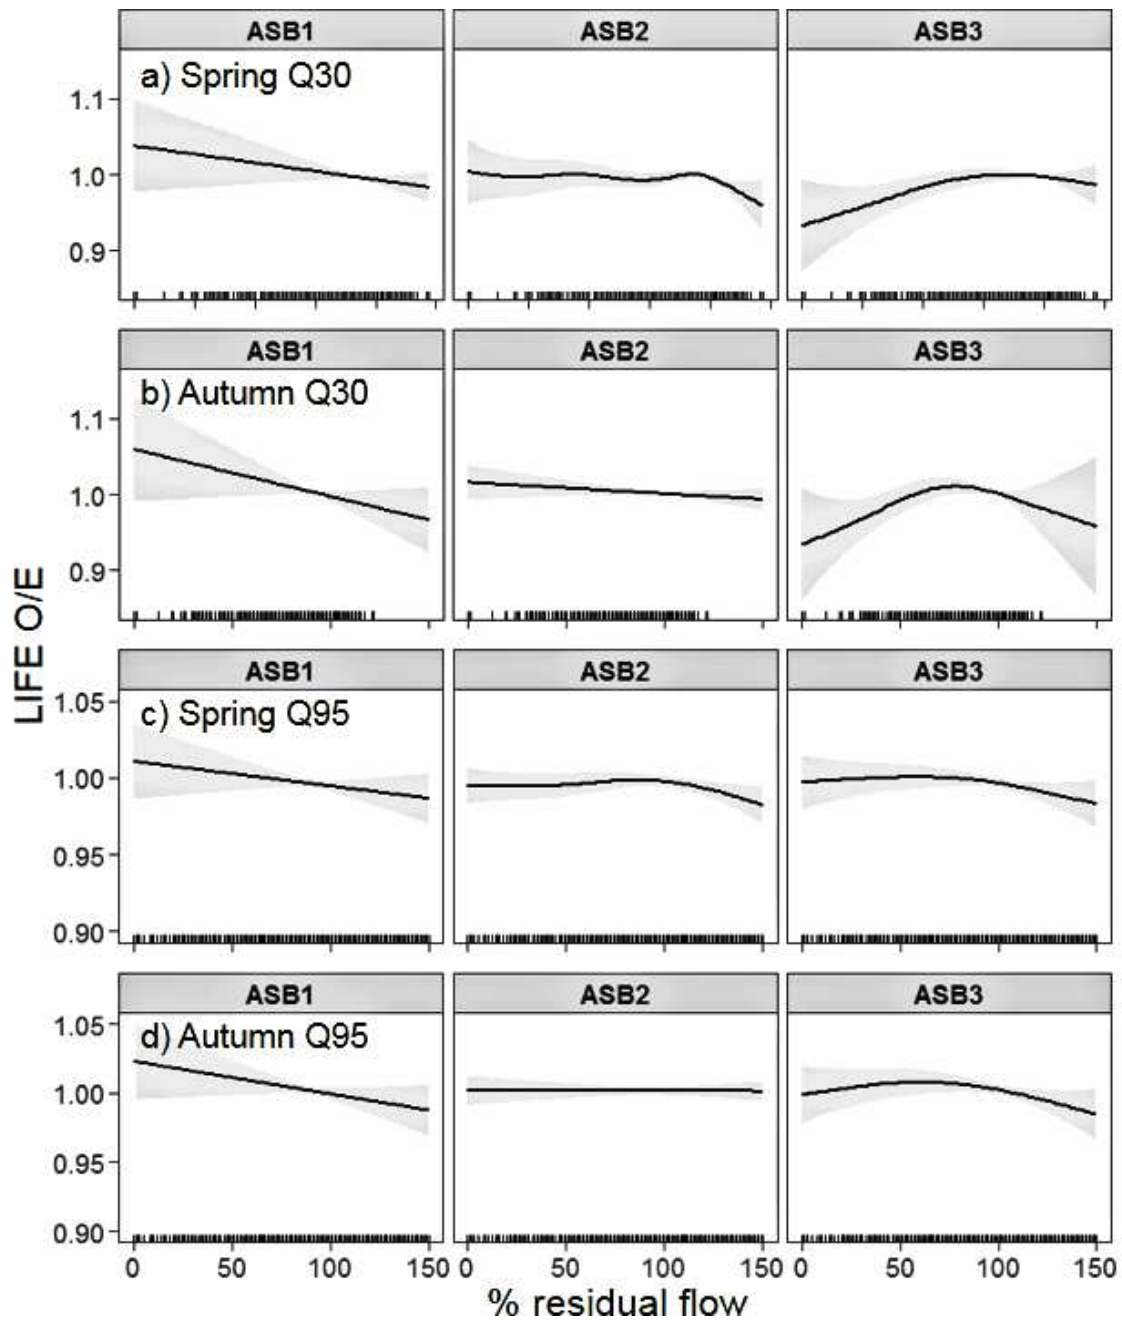 ASB1 ASB2 ASB3
a) Spring Q30
1.1
1.0
0.9
ASB1 ASB2 ASB3
b) Autumn Q30
1.1
1.0
0.9
LIFE O/E
ASB1 ASB2 ASB3
c) Spring Q95
1.05
1.00
0.95
0.90
ASB1 ASB2 ASB3
d) Autumn Q95
1.05
1.00
0.95
0.90
0 50 100 150 0 50 100 150 0 50 100 150
% residual flow